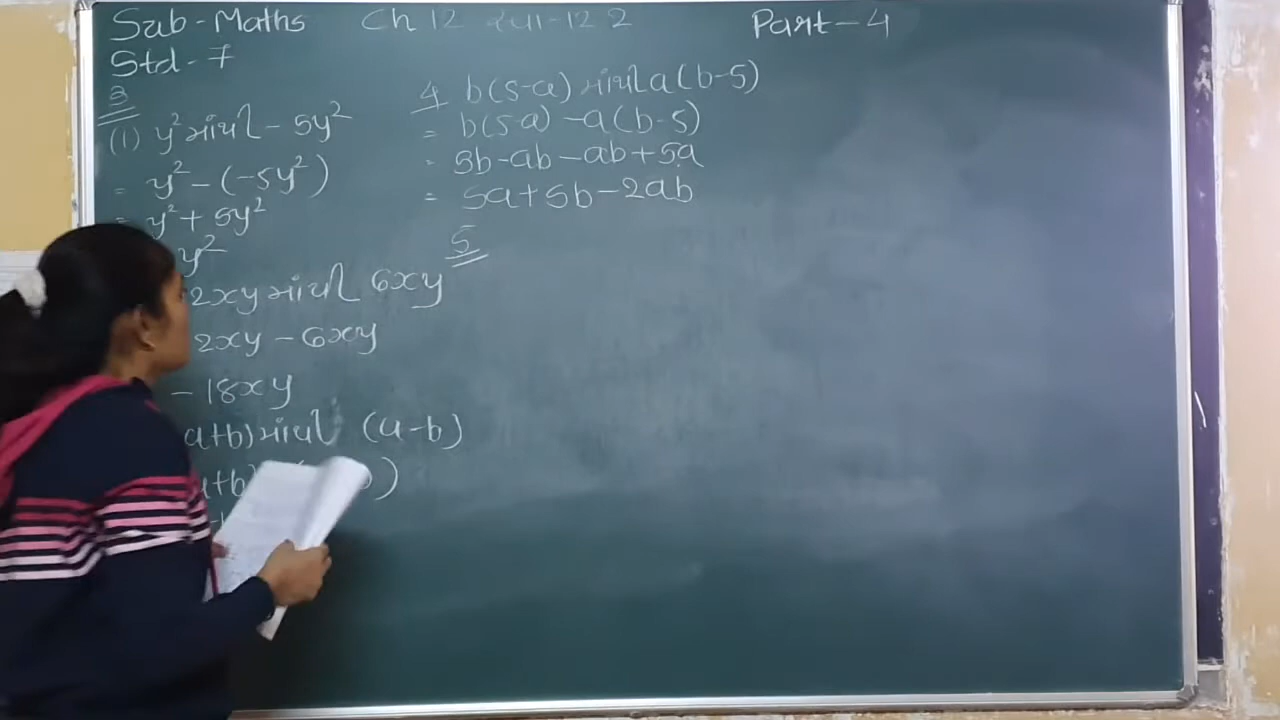 Sub-Maths Ch 12 સ્વા-12.2 Part-4
Std-7
3
(1) y² માંથી - 5y²
= y² - (-5y²)
= y² + 5y²
y²
2xy માંથી 6xy
2xy - 6xy
- 18xy
a+b) માંથી (a-b)
a+b)
4 b(5-a) માંથી a(b-5)
= b(5-a) - a(b-5)
= 5b-ab-ab+5a
= 5a+5b-2ab
5